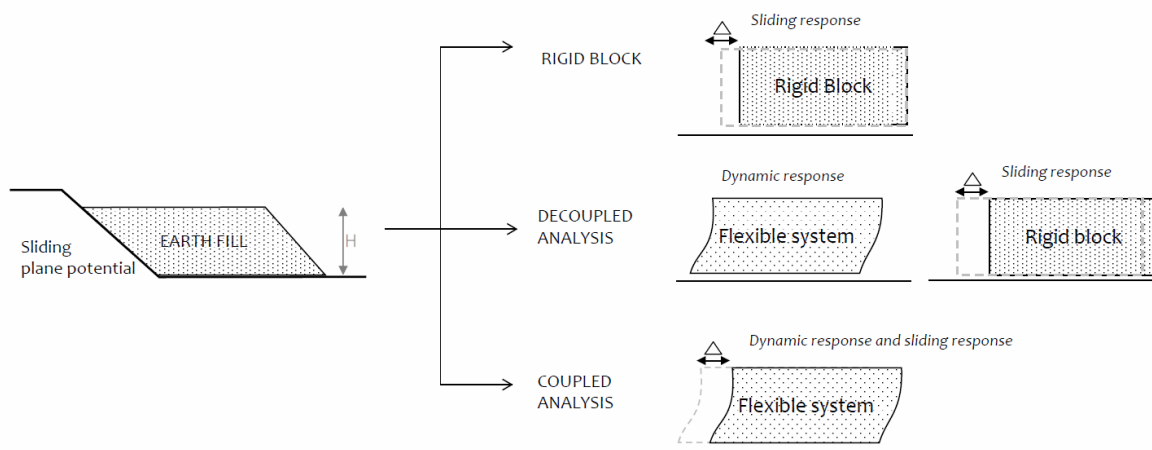 Sliding
plane potential
EARTH FILL
H
RIGID BLOCK
Sliding response
△
Rigid Block
DECOUPLED
ANALYSIS
Dynamic response
Flexible system
Sliding response
△
Rigid block
COUPLED
ANALYSIS
Dynamic response and sliding response
△
Flexible system